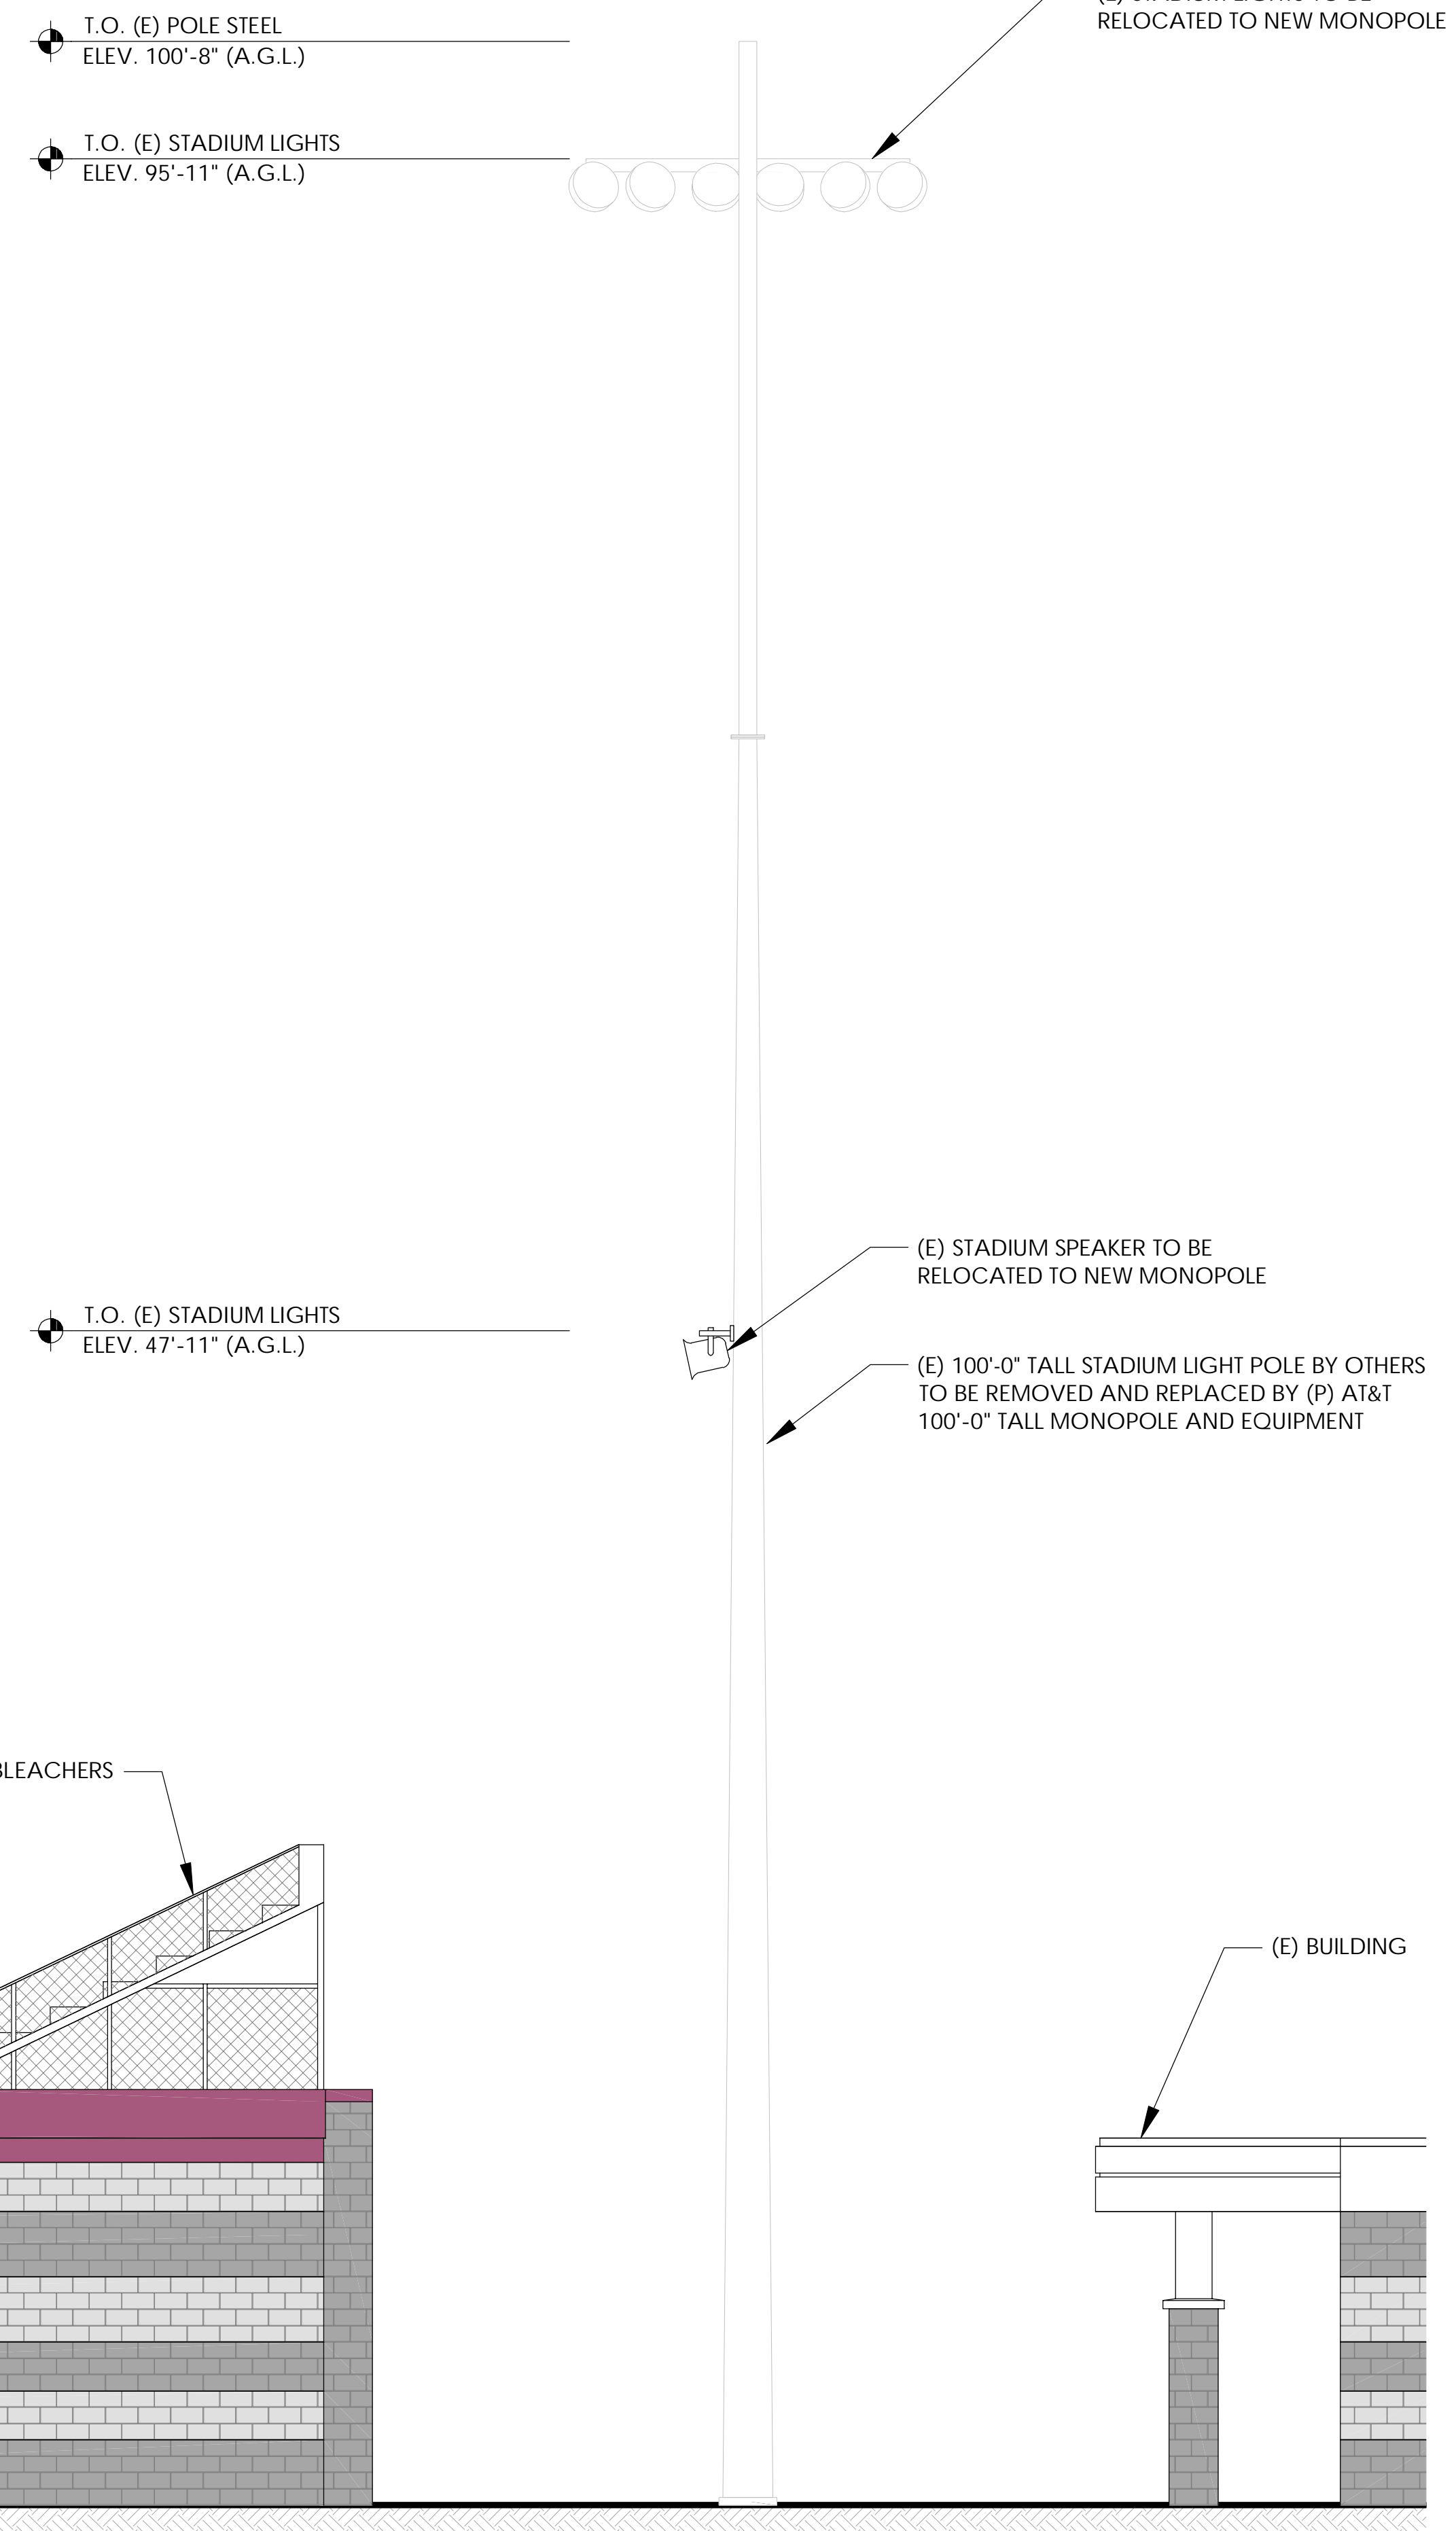 RELOCATED TO NEW MONOPOLE
T.O. (E) POLE STEEL
ELEV. 100'-8" (A.G.L.)
T.O. (E) STADIUM LIGHTS
ELEV. 95'-11" (A.G.L.)
(E) STADIUM SPEAKER TO BE
RELOCATED TO NEW MONOPOLE
T.O. (E) STADIUM LIGHTS
ELEV. 47'-11" (A.G.L.)
(E) 100'-0" TALL STADIUM LIGHT POLE BY OTHERS
TO BE REMOVED AND REPLACED BY (P) AT&T
100'-0" TALL MONOPOLE AND EQUIPMENT
BLEACHERS
(E) BUILDING